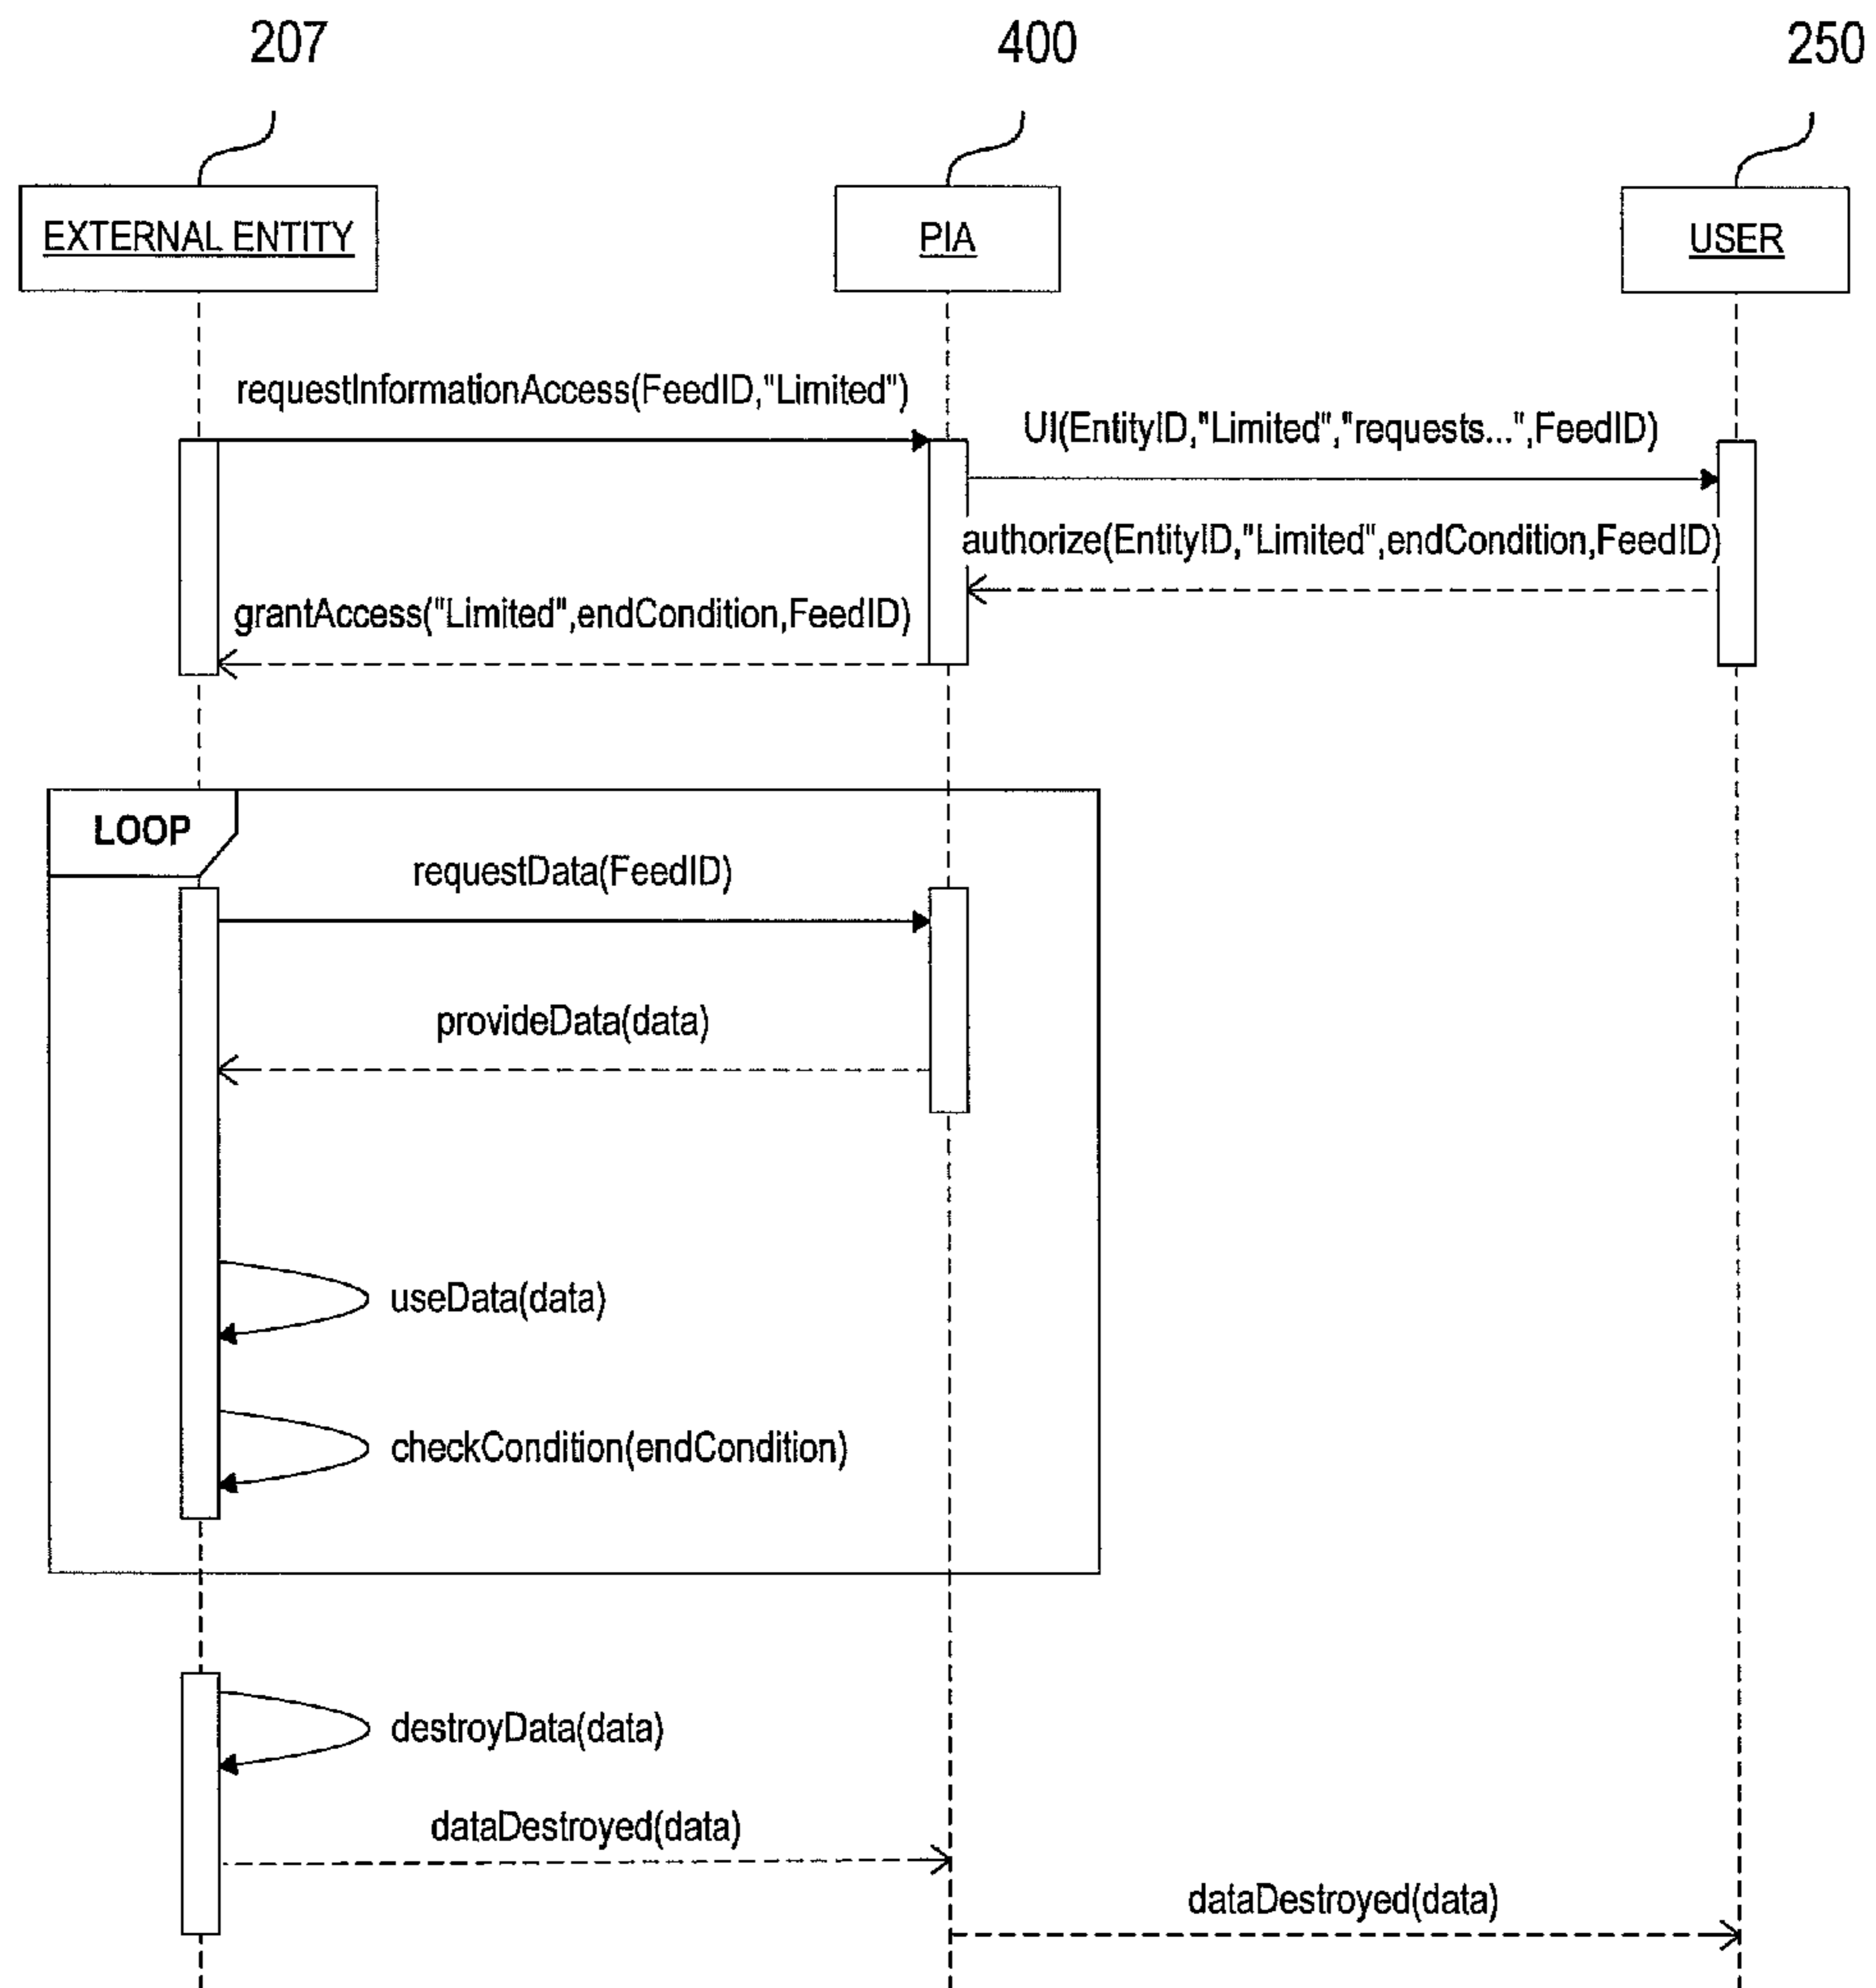 207
400
250
EXTERNAL ENTITY
PIA
USER
requestInformationAccess(FeedID,"Limited")
UI(EntityID,"Limited","requests...",FeedID)
authorize(EntityID,"Limited",endCondition,FeedID)
grantAccess("Limited",endCondition,FeedID)
LOOP
requestData(FeedID)
provideData(data)
useData(data)
checkCondition(endCondition)
destroyData(data)
dataDestroyed(data)
dataDestroyed(data)